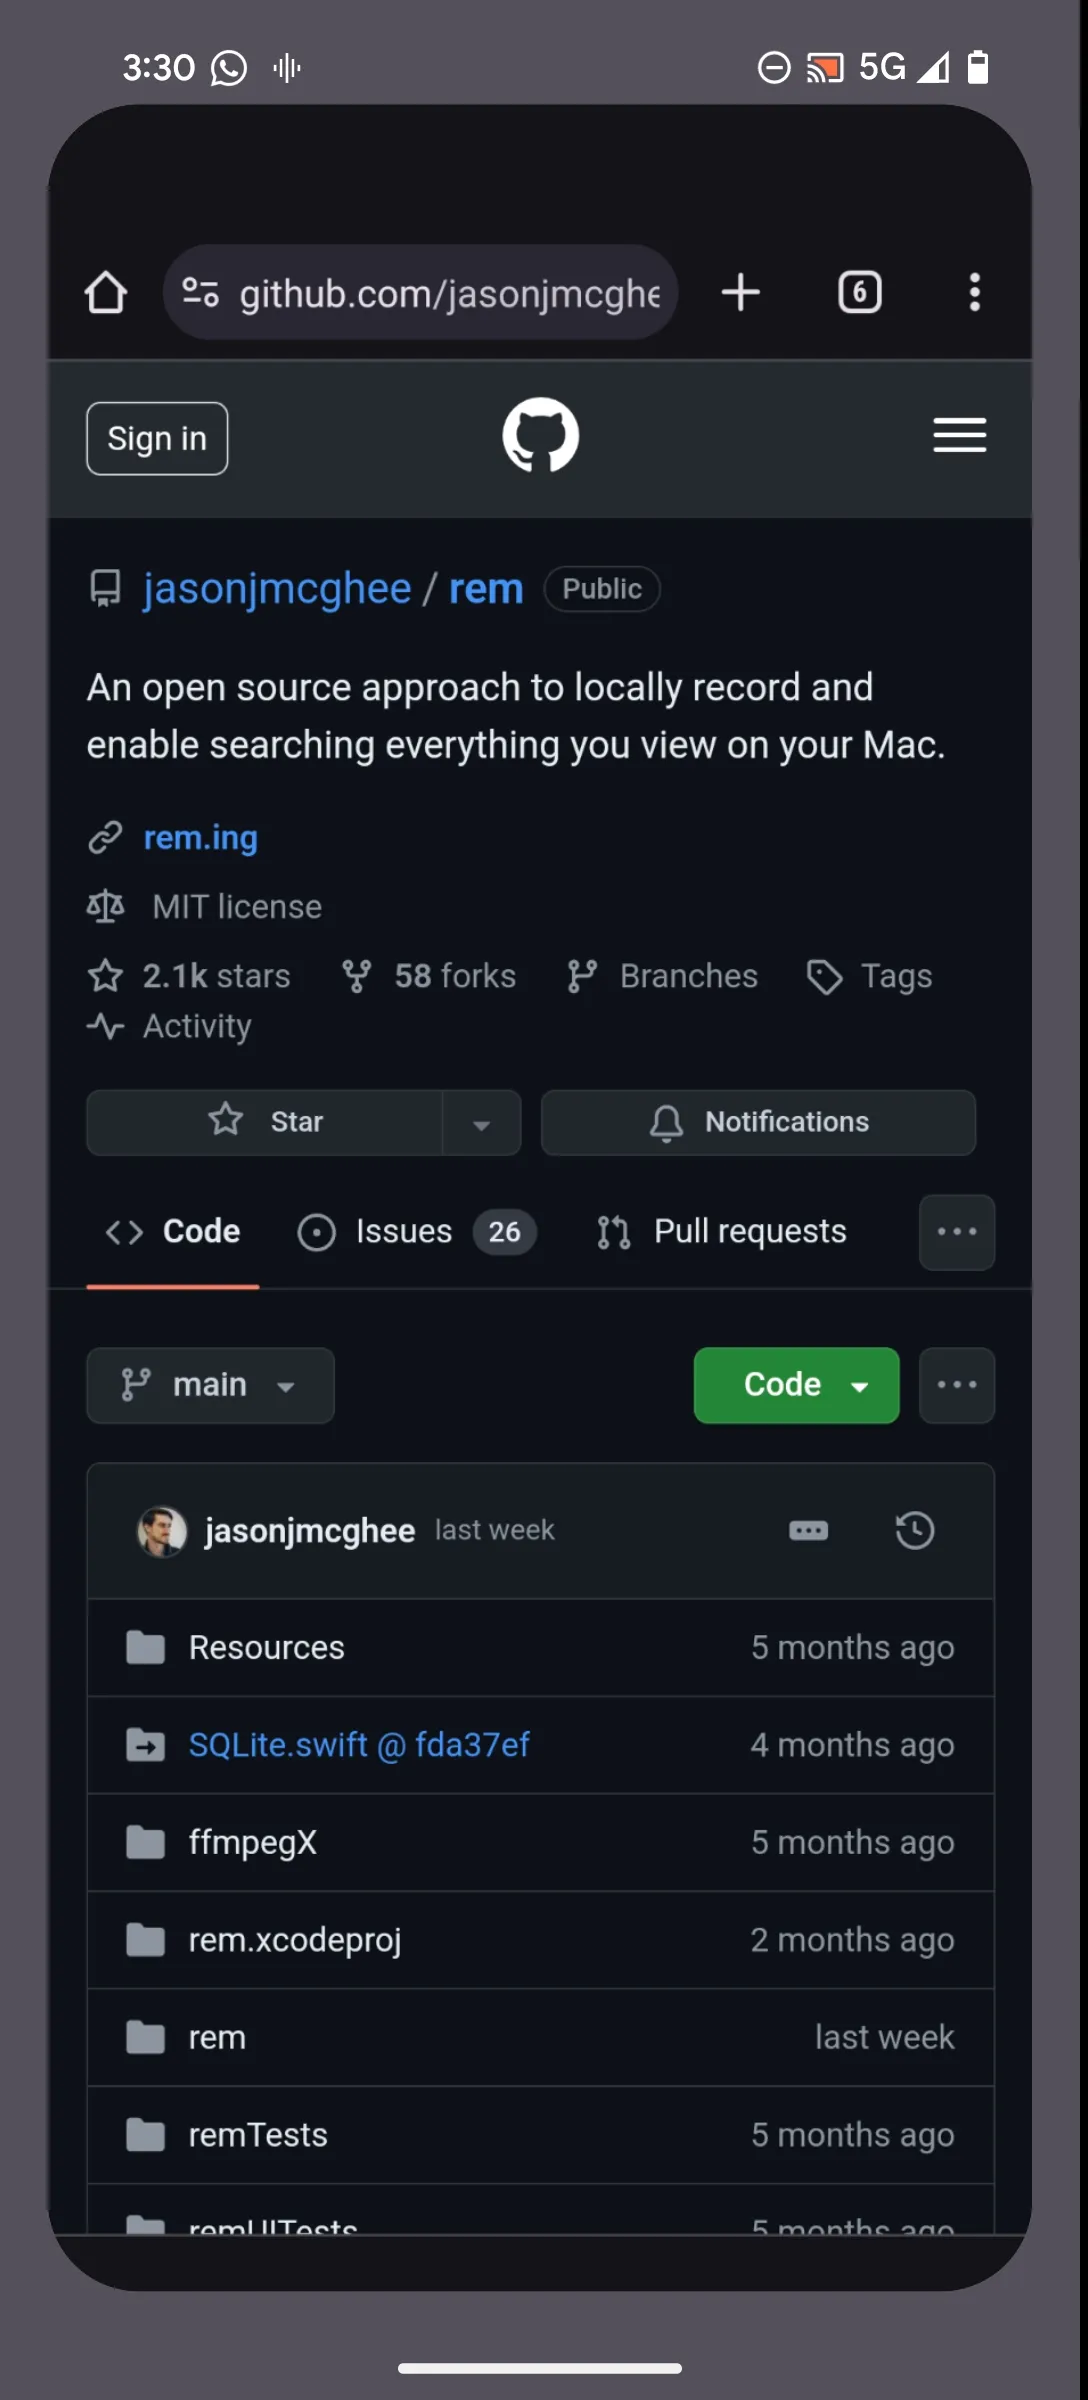 3:30 5G
github.com/jasonjmcghe 6
Sign in
jasonjmcghee / rem Public
An open source approach to locally record and
enable searching everything you view on your Mac.
rem.ing
MIT license
2.1k stars 58 forks Branches Tags
Activity
Star Notifications
Code Issues 26 Pull requests
main Code
jasonjmcghee last week
Resources 5 months ago
SQLite.swift @ fda37ef 4 months ago
ffmpegX 5 months ago
rem.xcodeproj 2 months ago
rem last week
remTests 5 months ago
remUITests 5 months ago